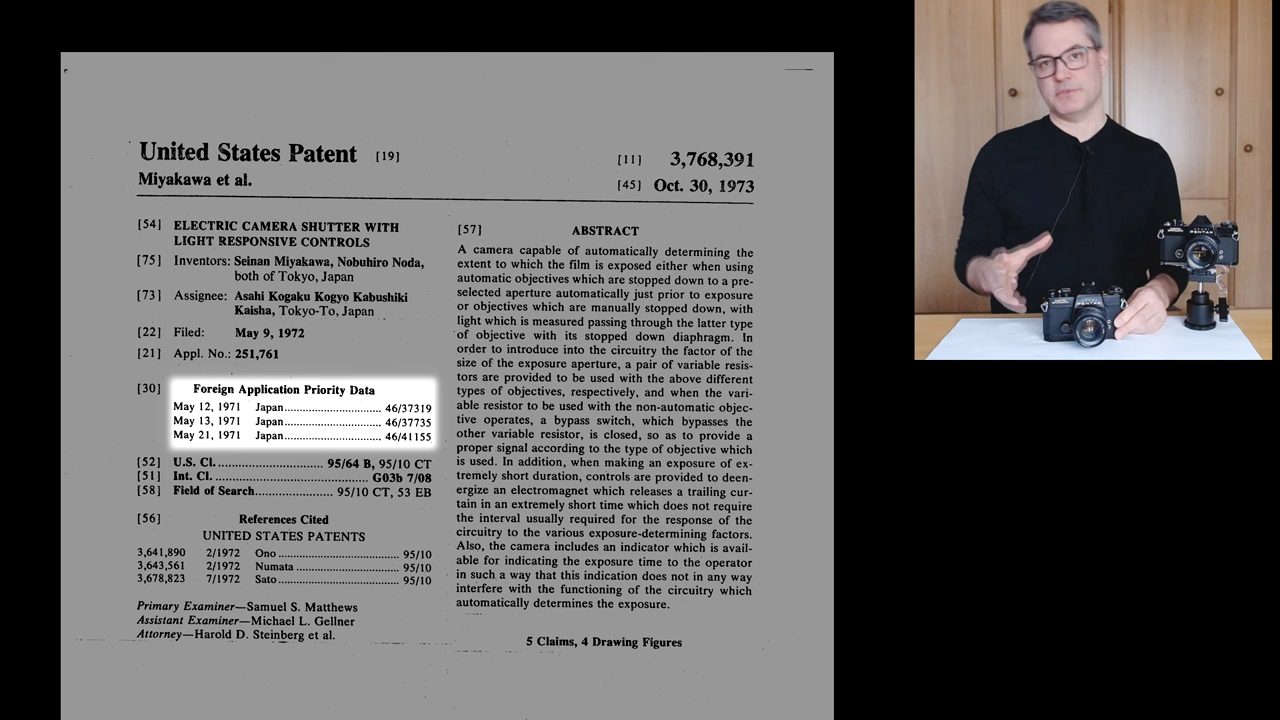 United States Patent [19]
Miyakawa et al.
[11] 3,768,391
[45] Oct. 30, 1973
[54] ELECTRIC CAMERA SHUTTER WITH
LIGHT RESPONSIVE CONTROLS
[75] Inventors: Seinan Miyakawa, Nobuhiro Noda,
both of Tokyo, Japan
[73] Assignee: Asahi Kogaku Kogyo Kabushiki
Kaisha, Tokyo-To, Japan
[22] Filed: May 9, 1972
[21] Appl. No.: 251,761
[30] Foreign Application Priority Data
May 12, 1971 Japan.............................. 46/37319
May 13, 1971 Japan.............................. 46/37735
May 21, 1971 Japan.............................. 46/41155
[52] U.S. Cl. ........................ 95/64 B, 95/10 CT
[51] Int. Cl. ........................................ G03b 7/08
[58] Field of Search................... 95/10 CT, 53 EB
[56] References Cited
UNITED STATES PATENTS
3,641,890 2/1972 Ono ...................................... 95/10
3,643,561 2/1972 Numata ................................. 95/10
3,678,823 7/1972 Sato ...................................... 95/10
Primary Examiner—Samuel S. Matthews
Assistant Examiner—Michael L. Gellner
Attorney—Harold D. Steinberg et al.
[57] ABSTRACT
A camera capable of automatically determining the
extent to which the film is exposed either when using
automatic objectives which are stopped down to a pre-
selected aperture automatically just prior to exposure
or objectives which are manually stopped down, with
light which is measured passing through the latter type
of objective with its stopped down diaphragm. In
order to introduce into the circuitry the factor of the
size of the exposure aperture, a pair of variable resis-
tors are provided to be used with the above different
types of objectives, respectively, and when the vari-
able resistor to be used with the non-automatic objec-
tive operates, a bypass switch, which bypasses the
other variable resistor, is closed, so as to provide a
proper signal according to the type of objective which
is used. In addition, when making an exposure of ex-
tremely short duration, controls are provided to deen-
ergize an electromagnet which releases a trailing cur-
tain in an extremely short time which does not require
the interval usually required for the response of the
circuitry to the various exposure-determining factors.
Also, the camera includes an indicator which is avail-
able for indicating the exposure time to the operator
in such a way that this indication does not in any way
interfere with the functioning of the circuitry which
automatically determines the exposure.
5 Claims, 4 Drawing Figures
PENTAX
PENTAX